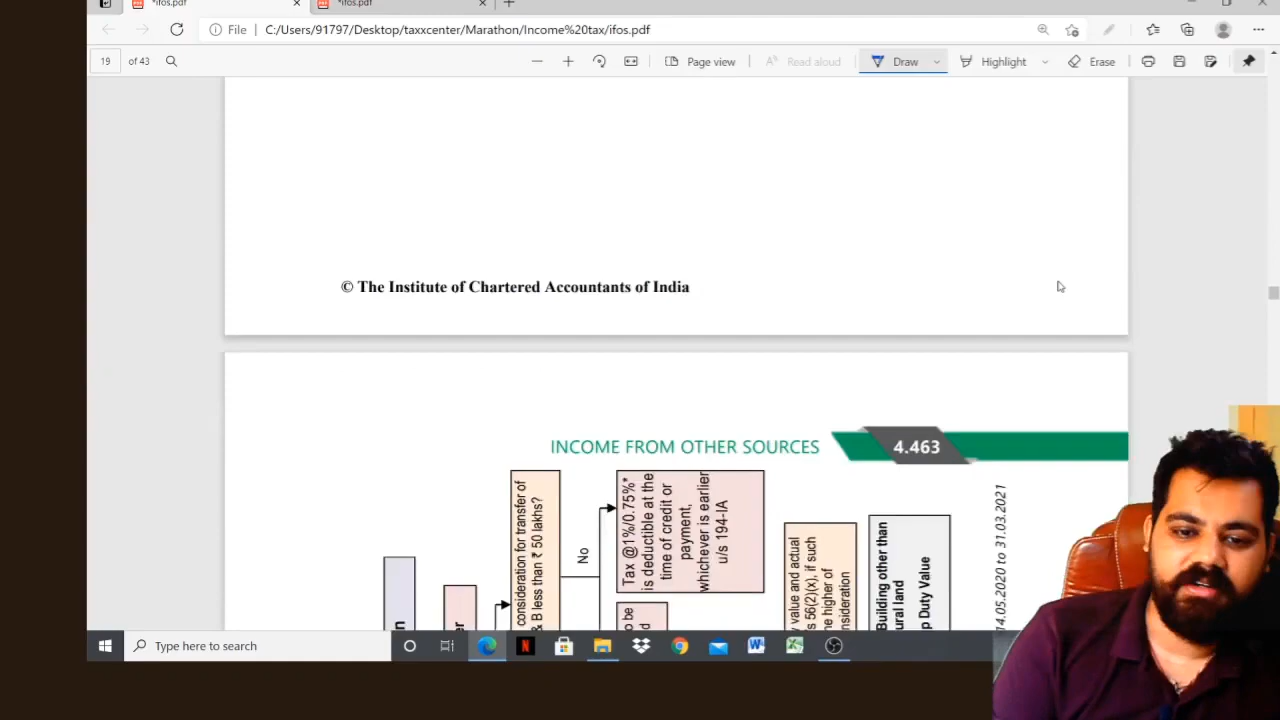 *ifos.pdf
*ifos.pdf
File
C:/Users/91797/Desktop/taxxcenter/Marathon/Income%20tax/ifos.pdf
19 of 43
Page view
Read aloud
Draw
Highlight
Erase
© The Institute of Chartered Accountants of India
INCOME FROM OTHER SOURCES
4.463
consideration for transfer of
& B less than ₹ 50 lakhs?
No
Tax @1%/0.75%*
is deductible at the
time of credit or
payment,
whichever is earlier
u/s 194-IA
value and actual
s 56(2)(x), if such
higher of
Building other than
Duty Value
14.05.2020 to 31.03.2021
Type here to search